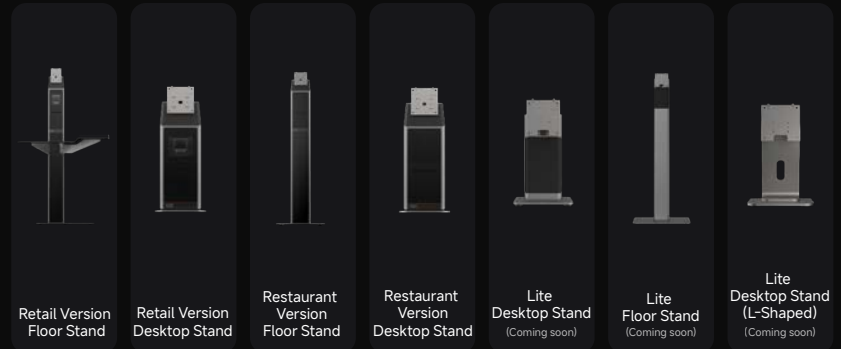 Retail Version
Floor Stand
Retail Version
Desktop Stand
Restaurant
Version
Floor Stand
Restaurant
Version
Desktop Stand
Lite
Desktop Stand
(Coming soon)
Lite
Floor Stand
(Coming soon)
Lite
Desktop Stand
(L-Shaped)
(Coming soon)